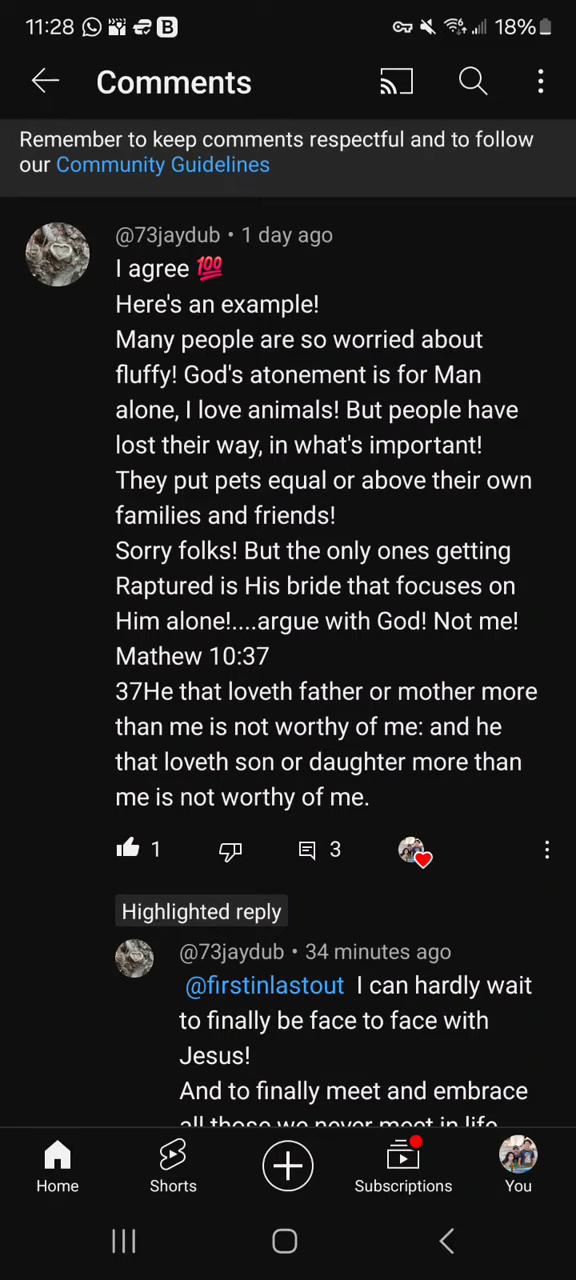 11:28 B 18%
Comments
Remember to keep comments respectful and to follow
our Community Guidelines
@73jaydub • 1 day ago
I agree 💯
Here's an example!
Many people are so worried about
fluffy! God's atonement is for Man
alone, I love animals! But people have
lost their way, in what's important!
They put pets equal or above their own
families and friends!
Sorry folks! But the only ones getting
Raptured is His bride that focuses on
Him alone!....argue with God! Not me!
Mathew 10:37
37He that loveth father or mother more
than me is not worthy of me: and he
that loveth son or daughter more than
me is not worthy of me.
1 3
Highlighted reply
@73jaydub • 34 minutes ago
@firstinlastout I can hardly wait
to finally be face to face with
Jesus!
And to finally meet and embrace
all those we never meet in life
Home Shorts Subscriptions You